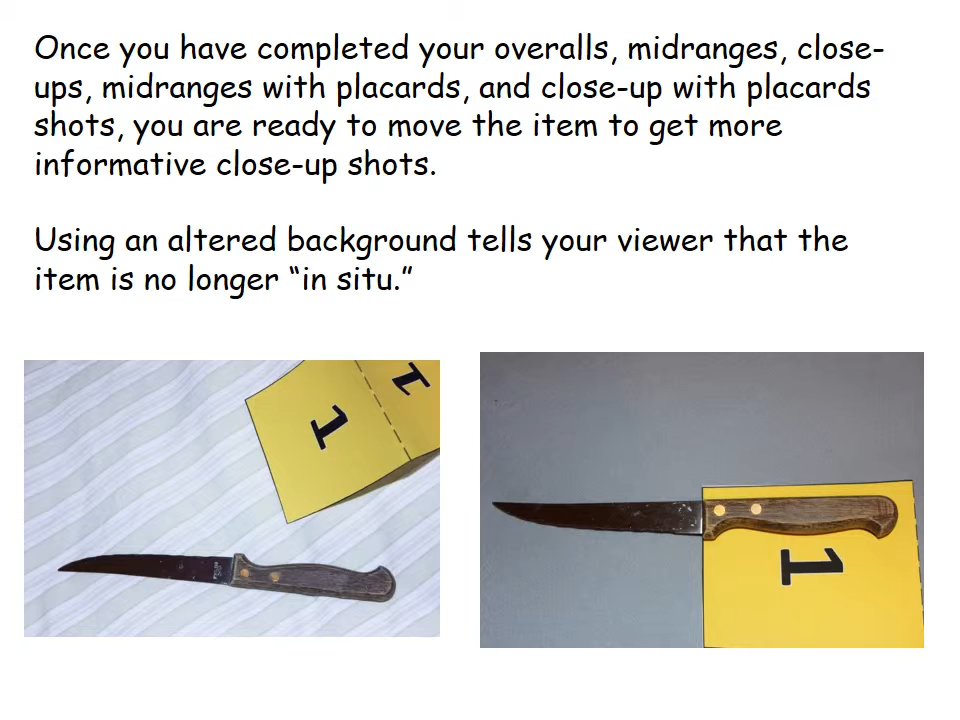 Once you have completed your overalls, midranges, close-
ups, midranges with placards, and close-up with placards
shots, you are ready to move the item to get more
informative close-up shots.
Using an altered background tells your viewer that the
item is no longer “in situ.”
1
1
1